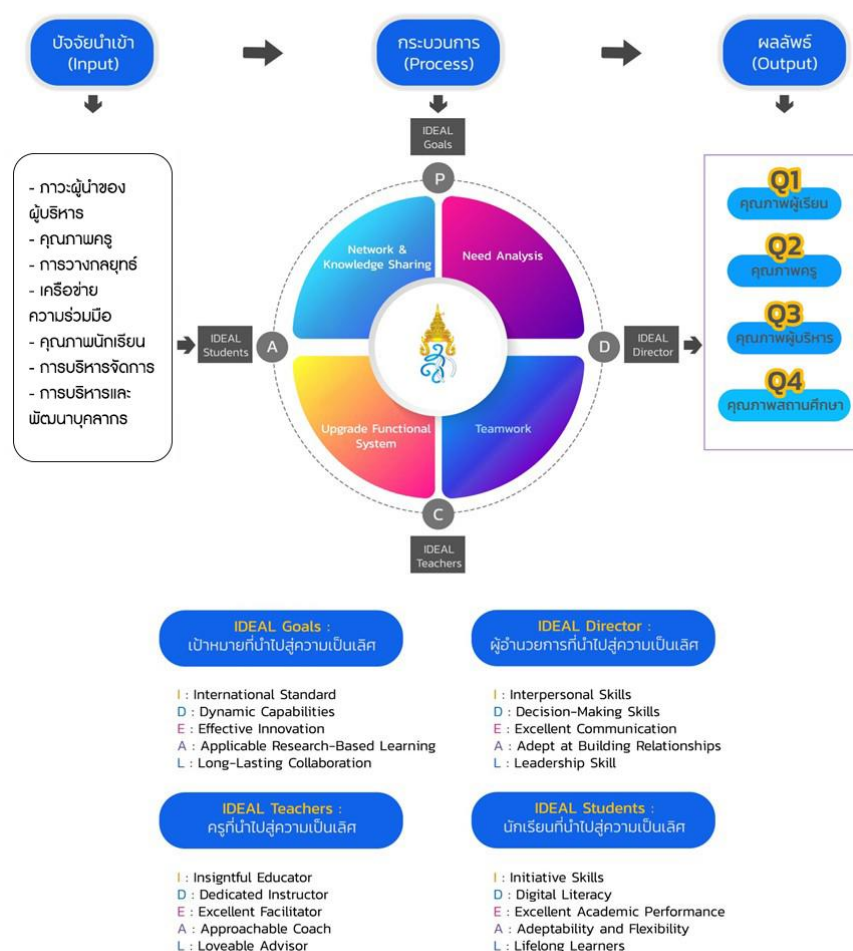 ปัจจัยนำเข้า
(Input)
กระบวนการ
(Process)
ผลลัพธ์
(Output)
- ภาวะผู้นำของ
ผู้บริหาร
- คุณภาพครู
- การวางกลยุทธ์
- เครือข่าย
ความร่วมมือ
- คุณภาพนักเรียน
- การบริหารจัดการ
- การบริหารและ
พัฒนาบุคลากร
IDEAL
Goals
P
Network &
Knowledge Sharing
Need Analysis
IDEAL
Students
A
D
IDEAL
Director
Upgrade Functional
System
Teamwork
C
IDEAL
Teachers
Q1
คุณภาพผู้เรียน
Q2
คุณภาพครู
Q3
คุณภาพผู้บริหาร
Q4
คุณภาพสถานศึกษา
IDEAL Goals :
เป้าหมายที่นำไปสู่ความเป็นเลิศ
I : International Standard
D : Dynamic Capabilities
E : Effective Innovation
A : Applicable Research-Based Learning
L : Long-Lasting Collaboration
IDEAL Director :
ผู้อำนวยการที่นำไปสู่ความเป็นเลิศ
I : Interpersonal Skills
D : Decision-Making Skills
E : Excellent Communication
A : Adept at Building Relationships
L : Leadership Skill
IDEAL Teachers :
ครูที่นำไปสู่ความเป็นเลิศ
I : Insigntful Educator
D : Dedicated Instructor
E : Excellent Facilitator
A : Approachable Coach
L : Loveable Advisor
IDEAL Students :
นักเรียนที่นำไปสู่ความเป็นเลิศ
I : Initiative Skills
D : Digital Literacy
E : Excellent Academic Performance
A : Adaptability and Flexibility
L : Lifelong Learners